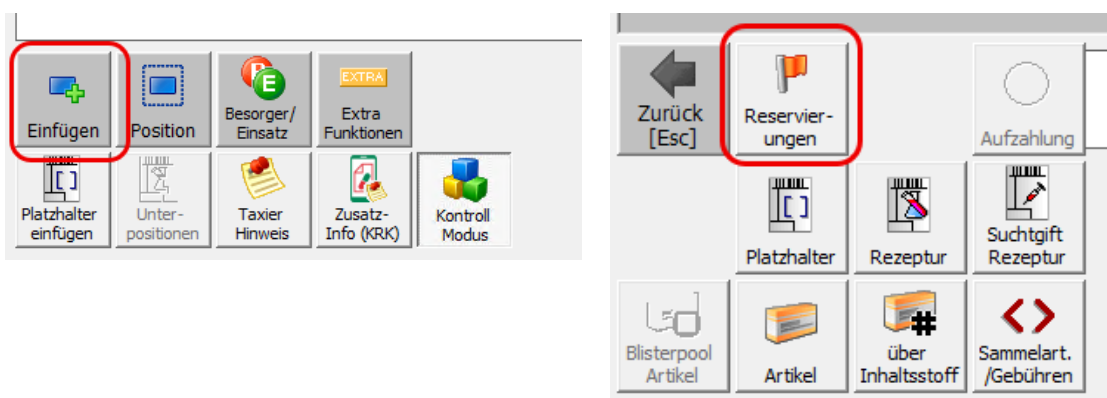 Einfügen
Position
Besorger/
Einsatz
EXTRA
Extra
Funktionen
Platzhalter
einfügen
Unter-
positionen
Taxier
Hinweis
Zusatz-
Info (KRK)
Kontroll
Modus
Zurück
[Esc]
Reservier-
ungen
Aufzahlung
Platzhalter
Rezeptur
Suchtgift
Rezeptur
Blisterpool
Artikel
Artikel
über
Inhaltsstoff
Sammelart.
/Gebühren